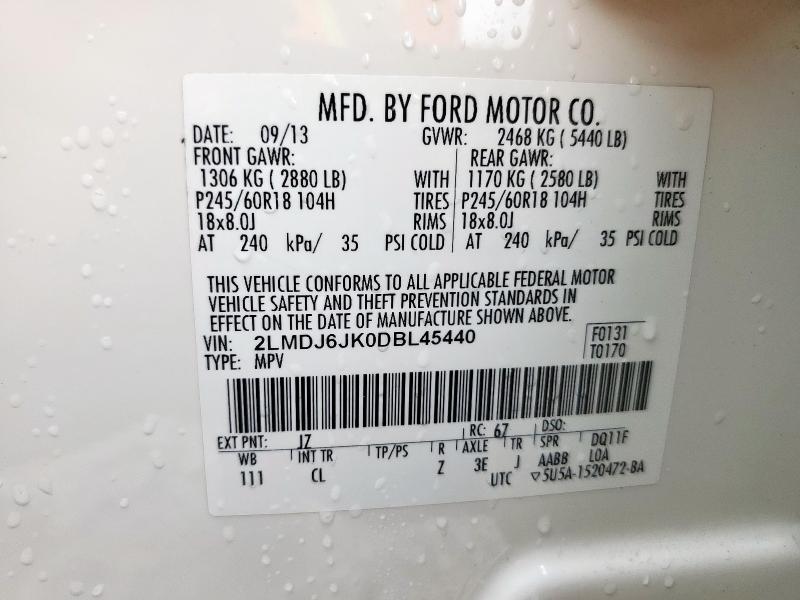 MFD. BY FORD MOTOR CO.
DATE: 09/13 GVWR: 2468 KG ( 5440 LB)
FRONT GAWR: REAR GAWR:
1306 KG ( 2880 LB) WITH 1170 KG ( 2580 LB) WITH
P245/60R18 104H TIRES P245/60R18 104H TIRES
18x8.0J RIMS 18x8.0J RIMS
AT 240 kPa/ 35 PSI COLD AT 240 kPa/ 35 PSI COLD
THIS VEHICLE CONFORMS TO ALL APPLICABLE FEDERAL MOTOR
VEHICLE SAFETY AND THEFT PREVENTION STANDARDS IN
EFFECT ON THE DATE OF MANUFACTURE SHOWN ABOVE.
VIN: 2LMDJ6JK0DBL45440 F0131
TYPE: MPV T0170
EXT PNT: JZ RC: 67 DSO:
WB INT TR TP/PS R AXLE TR SPR DQ11F
111 CL Z 3E J AABB LOA
UTC ▽5U5A-1520472-BA